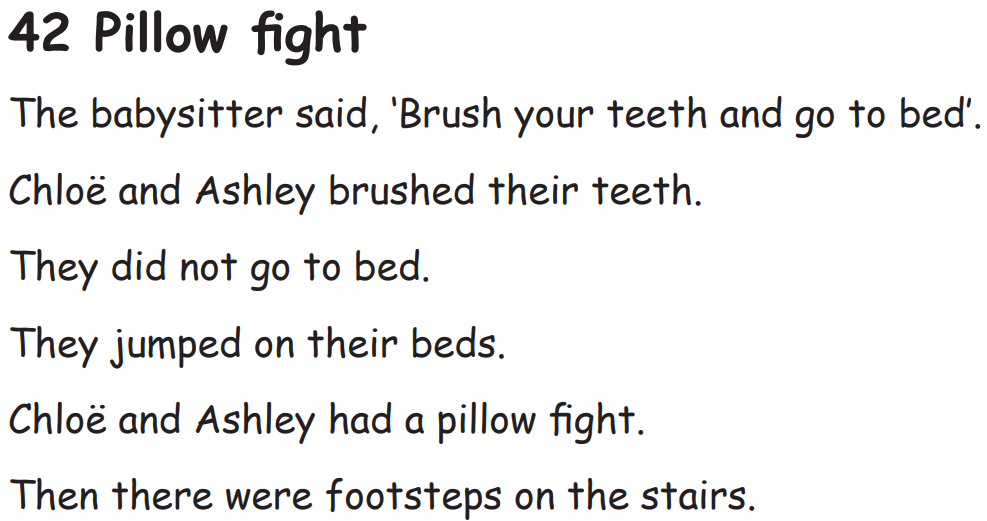 42 Pillow fight
The babysitter said, ‘Brush your teeth and go to bed’.
Chloë and Ashley brushed their teeth.
They did not go to bed.
They jumped on their beds.
Chloë and Ashley had a pillow fight.
Then there were footsteps on the stairs.